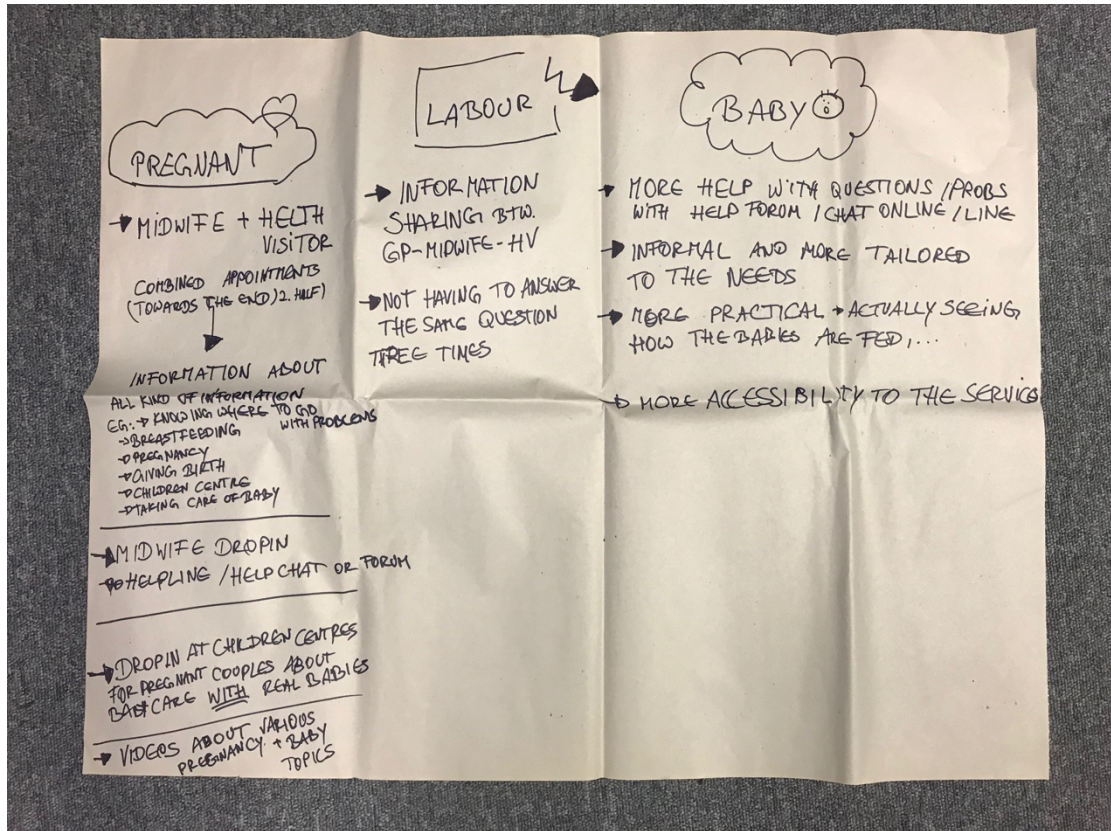 PREGNANT
→ MIDWIFE + HELTH
VISITOR
COMBINED APPOINTMENTS
(TOWARDS THE END) 2. HALF)
INFORMATION ABOUT
ALL KIND OF INFORMATION
EG.: → KNOWING WHERE TO GO
WITH PROBLEMS
→ BREASTFEEDING
→ PREGNANCY
→ GIVING BIRTH
→ CHILDREN CENTRE
→ TAKING CARE OF BABY
→ MIDWIFE DROPIN
→ HELPLINE / HELP CHAT OR FORUM
→ DROPIN AT CHILDREN CENTRES
FOR PREGNANT COUPLES ABOUT
BABYCARE WITH REAL BABIES
→ VIDEOS ABOUT VARIOUS
PREGNANCY + BABY
TOPICS
LABOUR
→ INFORMATION
SHARING BTW.
GP-MIDWIFE-HV
→ NOT HAVING TO ANSWER
THE SAME QUESTION
THREE TIMES
BABY
→ MORE HELP WITH QUESTIONS / PROBS
WITH HELP FORUM / CHAT ONLINE / LINE
→ INFORMAL AND MORE TAILORED
TO THE NEEDS
→ MORE PRACTICAL → ACTUALLY SEEING
HOW THE BABIES ARE FED,...
→ MORE ACCESSIBILITY TO THE SERVICE